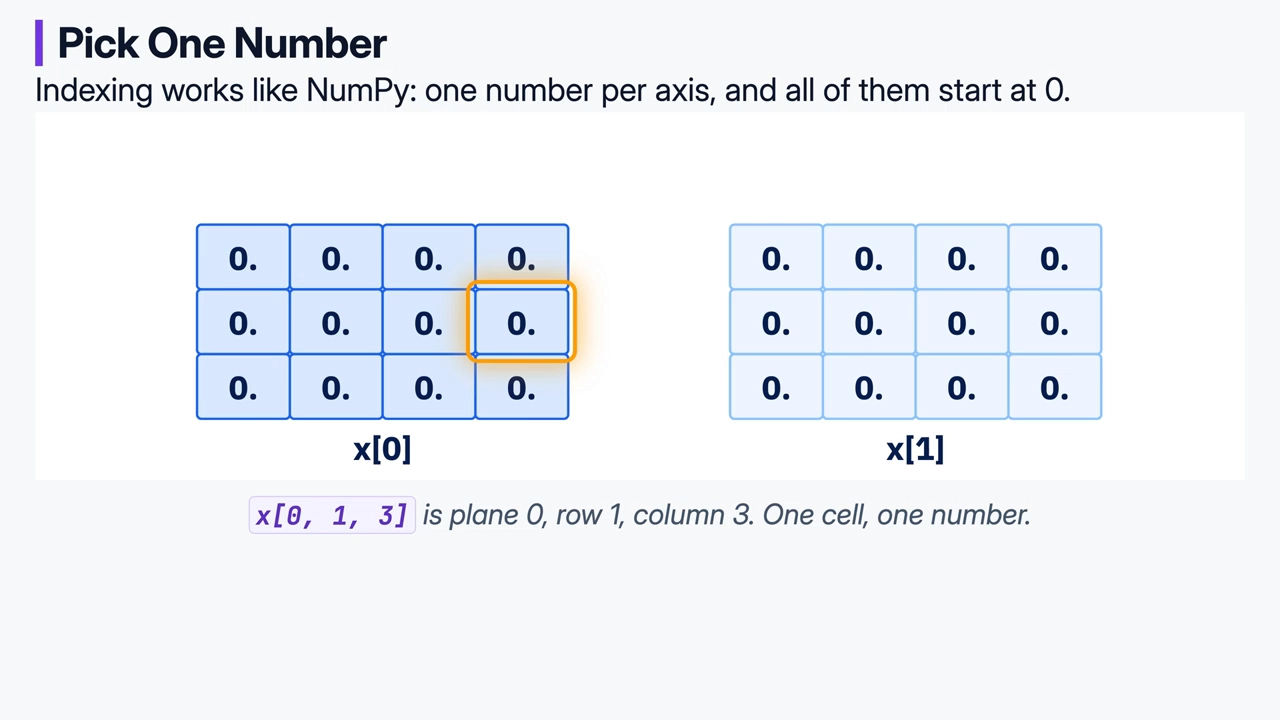 Pick One Number
Indexing works like NumPy: one number per axis, and all of them start at 0.
0. 0. 0. 0. 0. 0. 0. 0.
0. 0. 0. 0. 0. 0. 0. 0.
0. 0. 0. 0. 0. 0. 0. 0.
x[0] x[1]
x[0, 1, 3] is plane 0, row 1, column 3. One cell, one number.